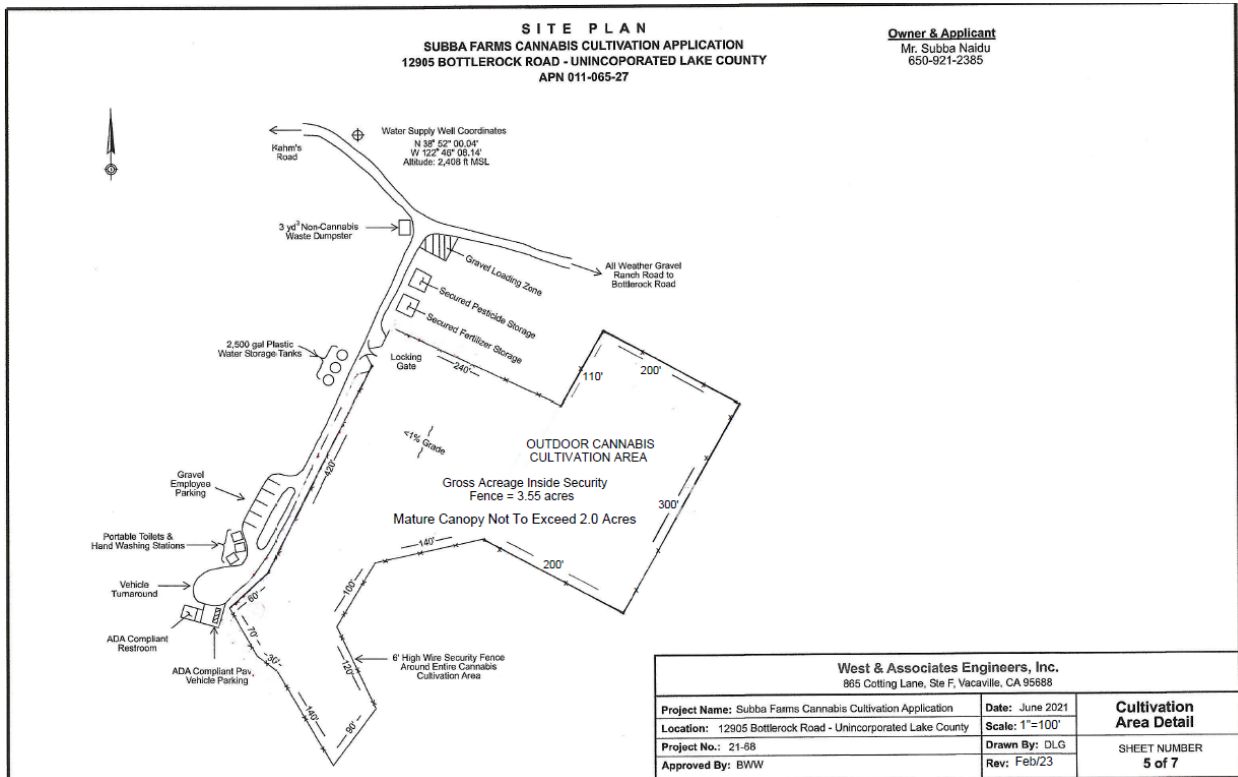 SITE PLAN
SUBBA FARMS CANNABIS CULTIVATION APPLICATION
12905 BOTTLEROCK ROAD - UNINCOPORATED LAKE COUNTY
APN 011-065-27
Owner & Applicant
Mr. Subba Naidu
650-921-2385
Kahm's
Road
Water Supply Well Coordinates
N 38° 52" 00.04'
W 122° 46" 08.14'
Altitude: 2,408 ft MSL
3 yd³ Non-Cannabis
Waste Dumpster
Gravel Loading Zone
All Weather Gravel
Ranch Road to
Bottlerock Road
Secured Pesticide Storage
Secured Fertilizer Storage
2,500 gal Plastic
Water Storage Tanks
Locking
Gate
240'
110'
200'
<1% Grade
OUTDOOR CANNABIS
CULTIVATION AREA
420'
Gross Acreage Inside Security
Fence = 3.55 acres
Mature Canopy Not To Exceed 2.0 Acres
300'
Gravel
Employee
Parking
140'
200'
Portable Toilets &
Hand Washing Stations
100'
Vehicle
Turnaround
60'
ADA Compliant
Restroom
70'
30'
ADA Compliant Pav.
Vehicle Parking
120'
6' High Wire Security Fence
Around Entire Cannabis
Cultivation Area
140'
90'
West & Associates Engineers, Inc.
865 Cotting Lane, Ste F, Vacaville, CA 95688
Project Name: Subba Farms Cannabis Cultivation Application
Date: June 2021
Cultivation
Area Detail
Location: 12905 Bottlerock Road - Unincorporated Lake County
Scale: 1"=100'
Project No.: 21-68
Drawn By: DLG
SHEET NUMBER
5 of 7
Approved By: BWW
Rev: Feb/23